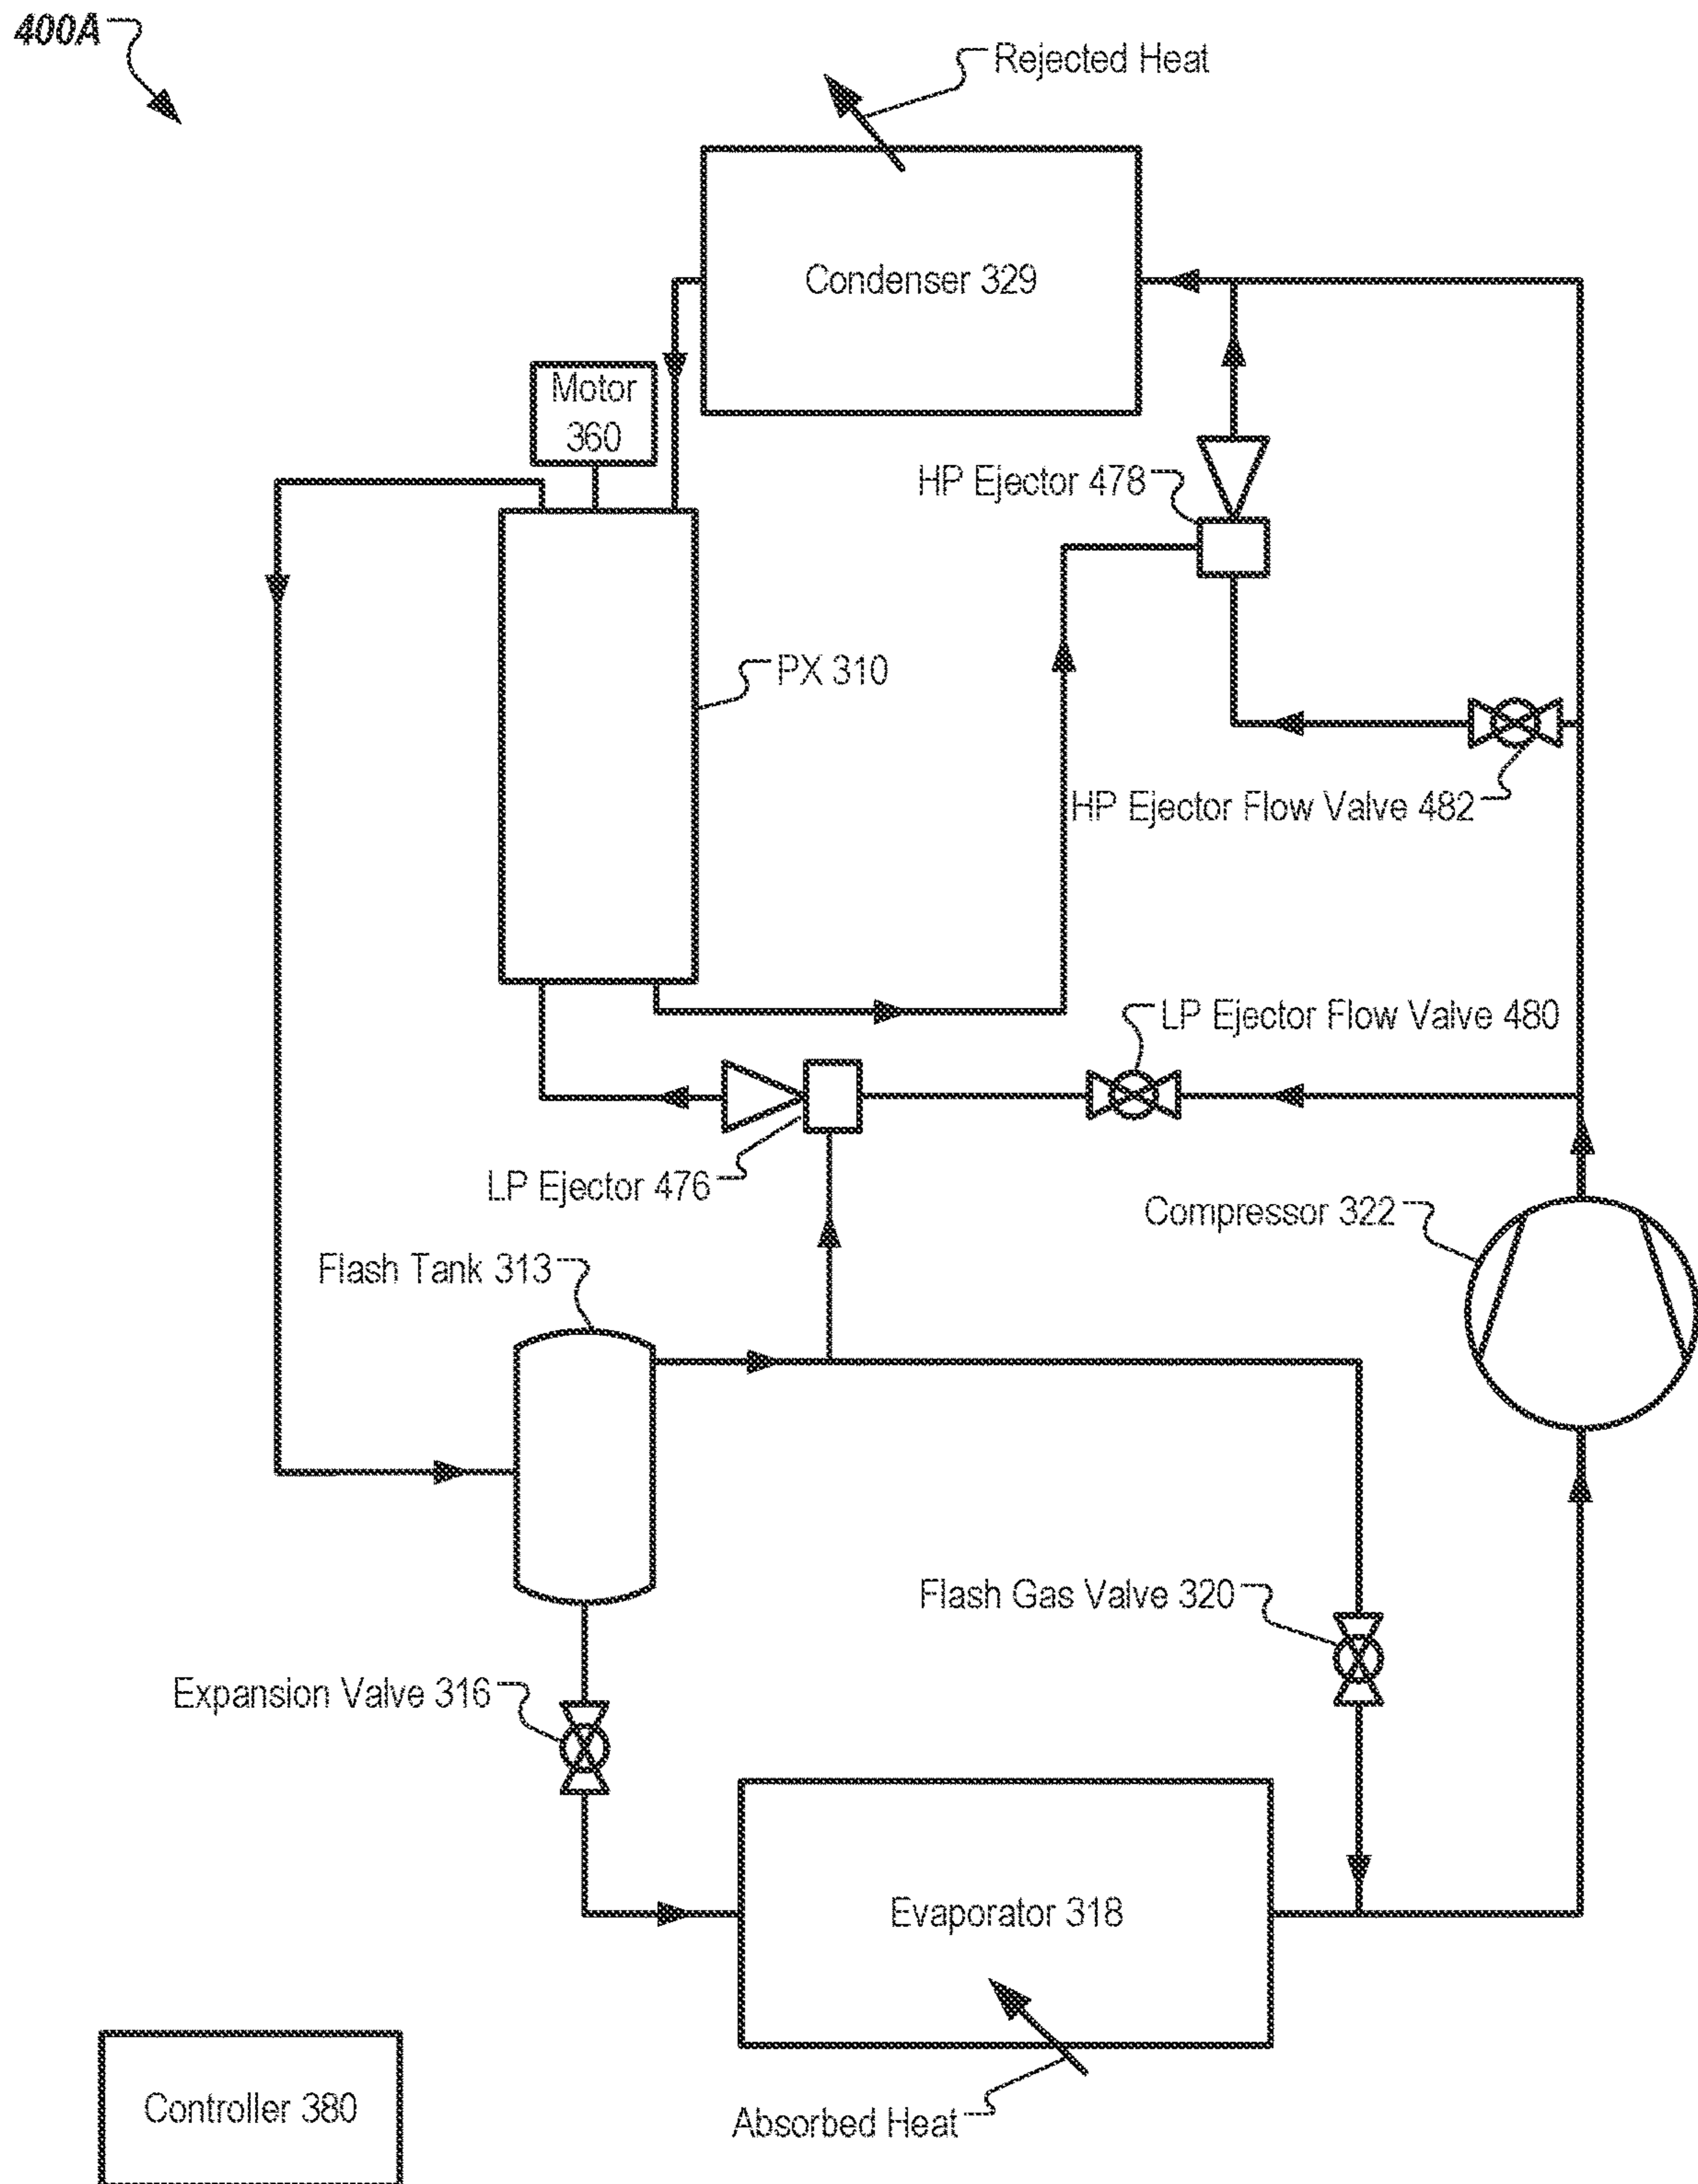 400A
Rejected Heat
Condenser 329
Motor
360
HP Ejector 478
PX 310
HP Ejector Flow Valve 482
LP Ejector Flow Valve 480
LP Ejector 476
Compressor 322
Flash Tank 313
Flash Gas Valve 320
Expansion Valve 316
Evaporator 318
Controller 380
Absorbed Heat